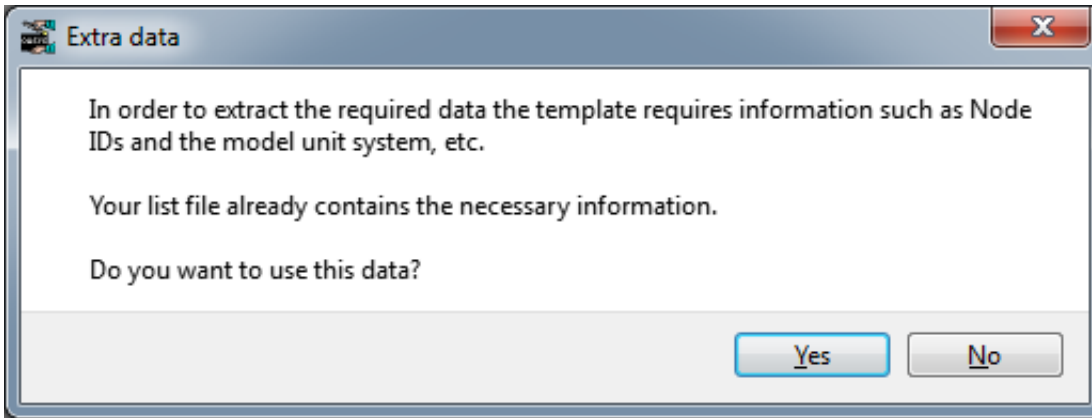 Extra data
In order to extract the required data the template requires information such as Node
IDs and the model unit system, etc.
Your list file already contains the necessary information.
Do you want to use this data?
Yes
No